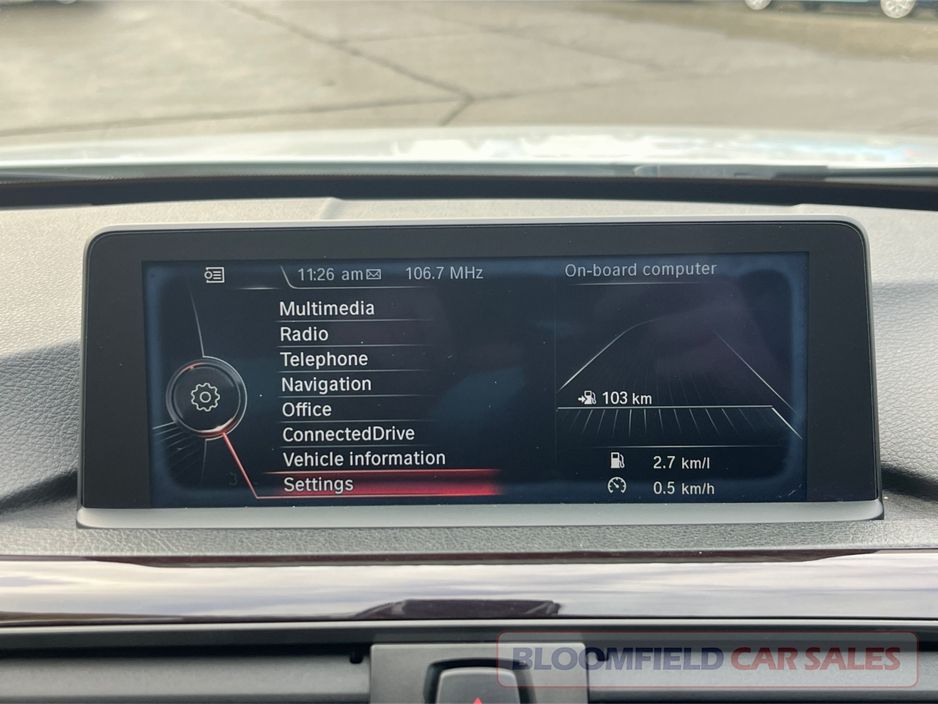 11:26 am 106.7 MHz
Multimedia
Radio
Telephone
Navigation
Office
ConnectedDrive
Vehicle information
Settings
On-board computer
103 km
2.7 km/l
0.5 km/h
BLOOMFIELD CAR SALES